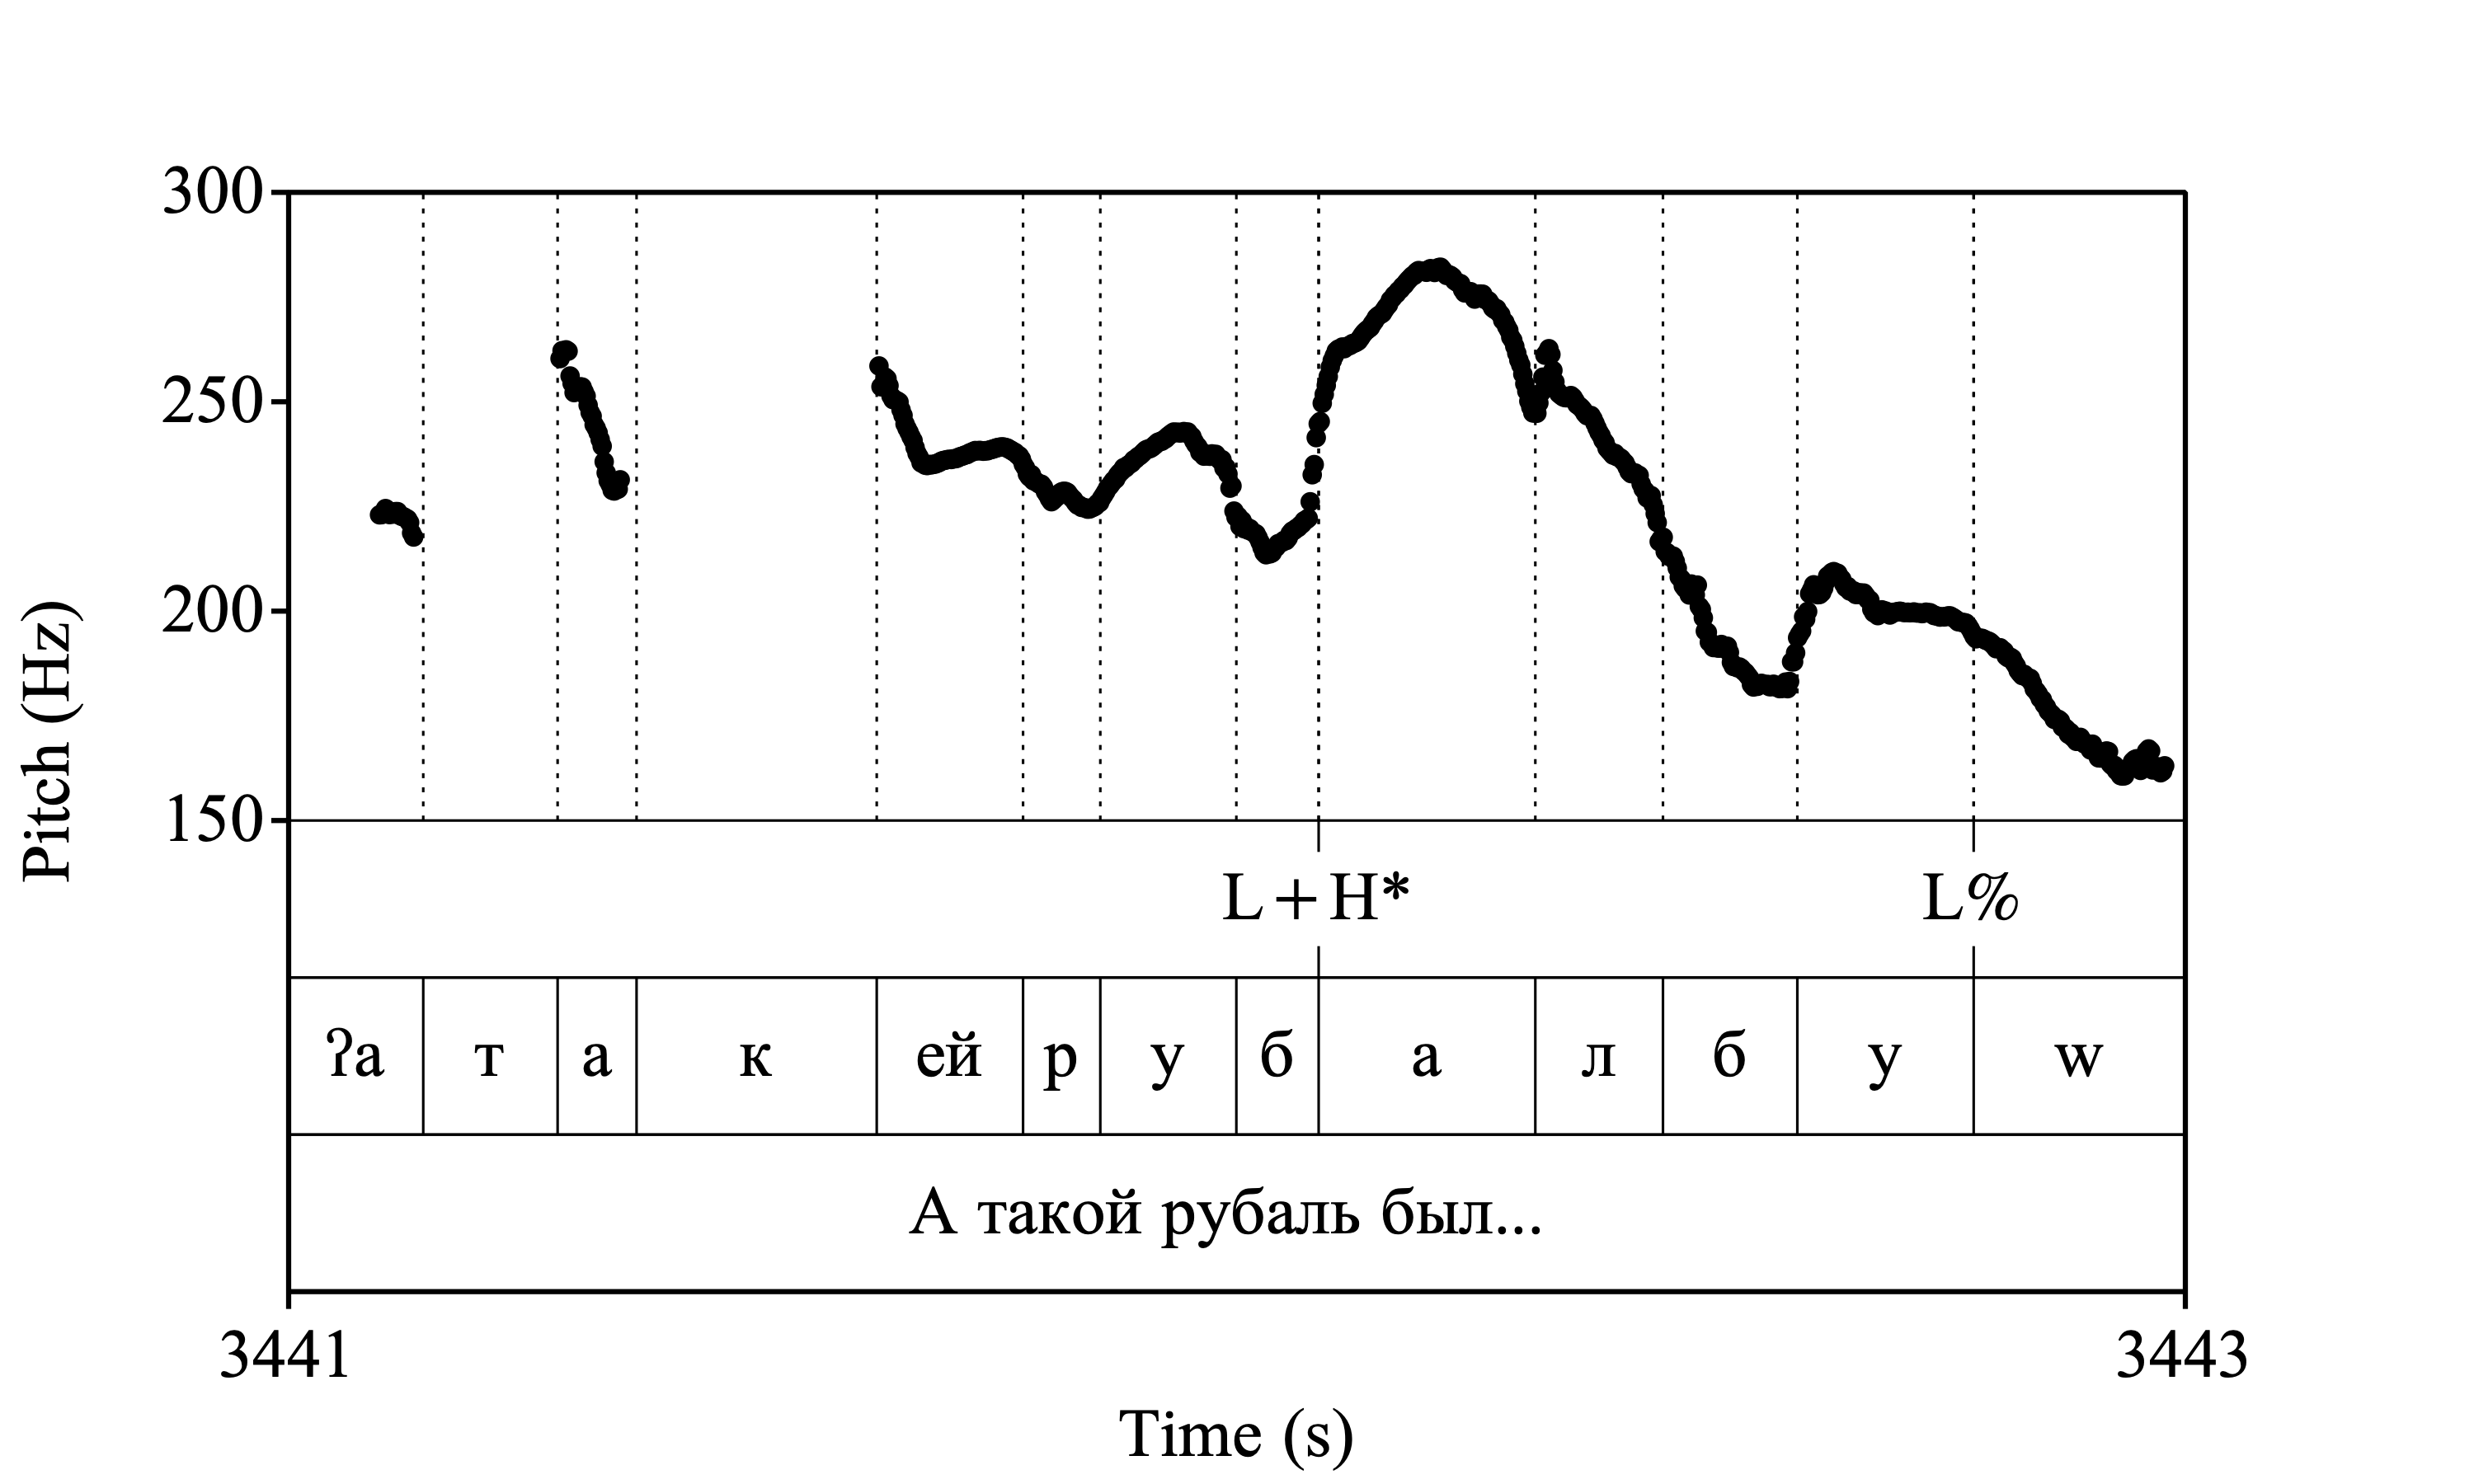 300
250
200
150
Pitch (Hz)
L+H* L%
ʔа т а к ей р у б а л б у w
А такой рубаль был...
3441 3443
Time (s)